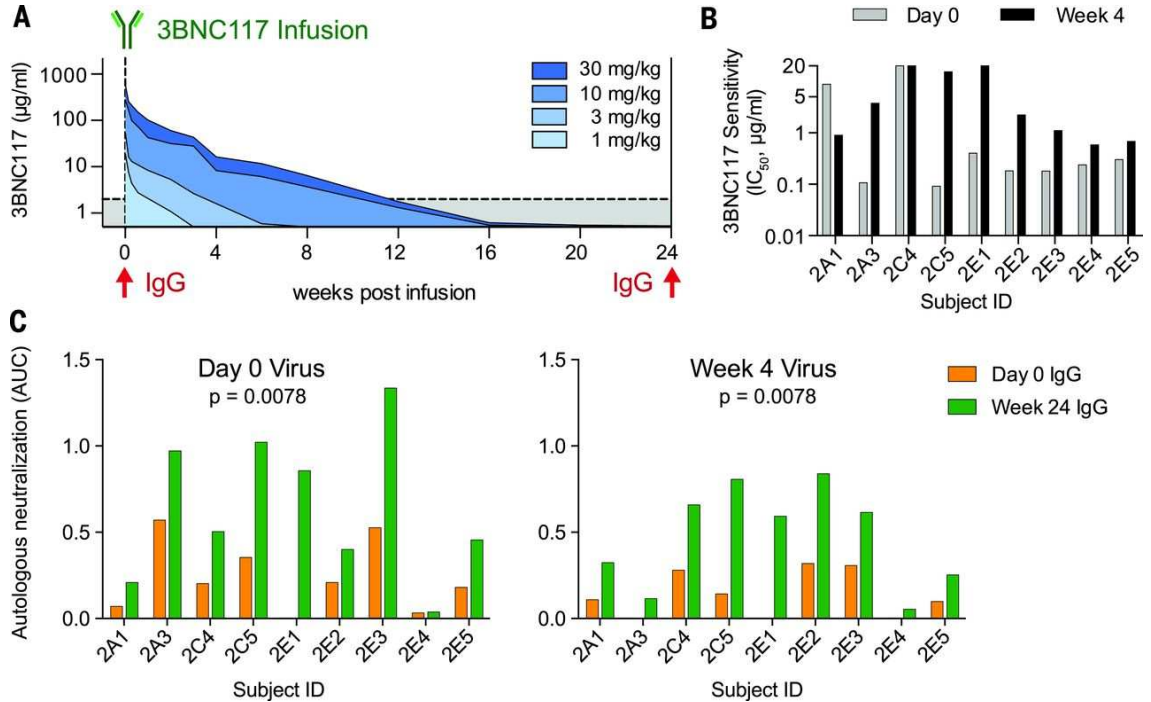 A
3BNC117 Infusion
3BNC117 (µg/ml)
1000
100
10
1
30 mg/kg
10 mg/kg
3 mg/kg
1 mg/kg
0 4 8 12 16 20 24
IgG weeks post infusion IgG
B
Day 0 Week 4
3BNC117 Sensitivity
(IC50, µg/ml)
20
5
1
0.1
0.01
2A1 2A3 2C4 2C5 2E1 2E2 2E3 2E4 2E5
Subject ID
C
Autologous neutralization (AUC)
1.5
1.0
0.5
0.0
Day 0 Virus
p = 0.0078
2A1 2A3 2C4 2C5 2E1 2E2 2E3 2E4 2E5
Subject ID
1.5
1.0
0.5
0.0
Week 4 Virus
p = 0.0078
2A1 2A3 2C4 2C5 2E1 2E2 2E3 2E4 2E5
Subject ID
Day 0 IgG
Week 24 IgG